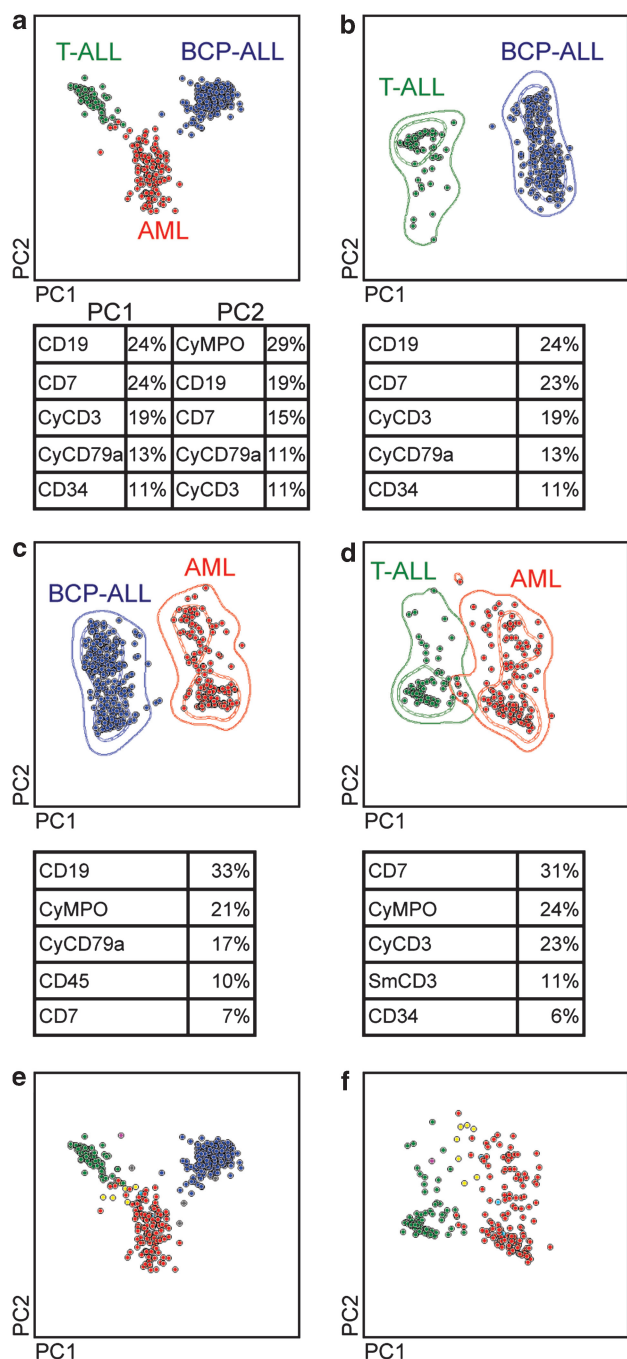 a
T-ALL
BCP-ALL
AML
PC2
PC1
b
T-ALL
BCP-ALL
PC2
PC1
PC1 PC2
CD19 24% CyMPO 29%
CD7 24% CD19 19%
CyCD3 19% CD7 15%
CyCD79a 13% CyCD79a 11%
CD34 11% CyCD3 11%
CD19 24%
CD7 23%
CyCD3 19%
CyCD79a 13%
CD34 11%
c
BCP-ALL
AML
PC2
PC1
d
T-ALL
AML
PC2
PC1
CD19 33%
CyMPO 21%
CyCD79a 17%
CD45 10%
CD7 7%
CD7 31%
CyMPO 24%
CyCD3 23%
SmCD3 11%
CD34 6%
e
PC2
PC1
f
PC2
PC1